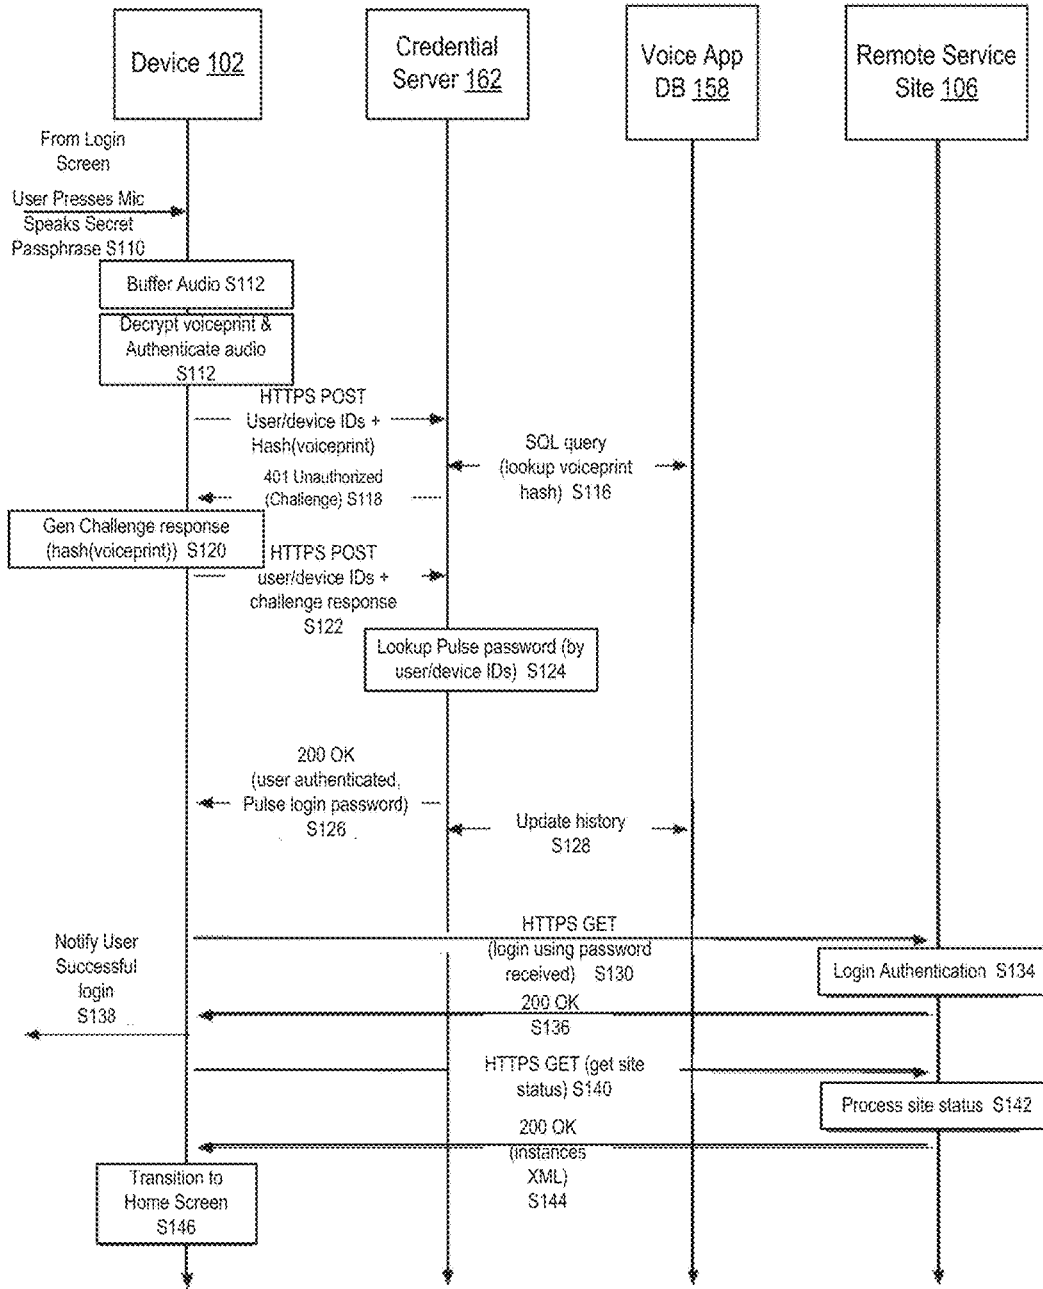 Device 102
Credential
Server 162
Voice App
DB 158
Remote Service
Site 106
From Login
Screen
User Presses Mic
Speaks Secret
Passphrase S110
Buffer Audio S112
Decrypt voiceprint &
Authenticate audio
S112
HTTPS POST
User/device IDs +
Hash(voiceprint)
SQL query
(lookup voiceprint
hash) S116
401 Unauthorized
(Challenge) S118
Gen Challenge response
(hash(voiceprint)) S120
HTTPS POST
user/device IDs +
challenge response
S122
Lookup Pulse password (by
user/device IDs) S124
200 OK
(user authenticated,
Pulse login password)
S126
Update history
S128
HTTPS GET
(login using password
received) S130
Login Authentication S134
200 OK
S136
Notify User
Successful
login
S138
HTTPS GET (get site
status) S140
Process site status S142
200 OK
(instances
XML)
S144
Transition to
Home Screen
S146